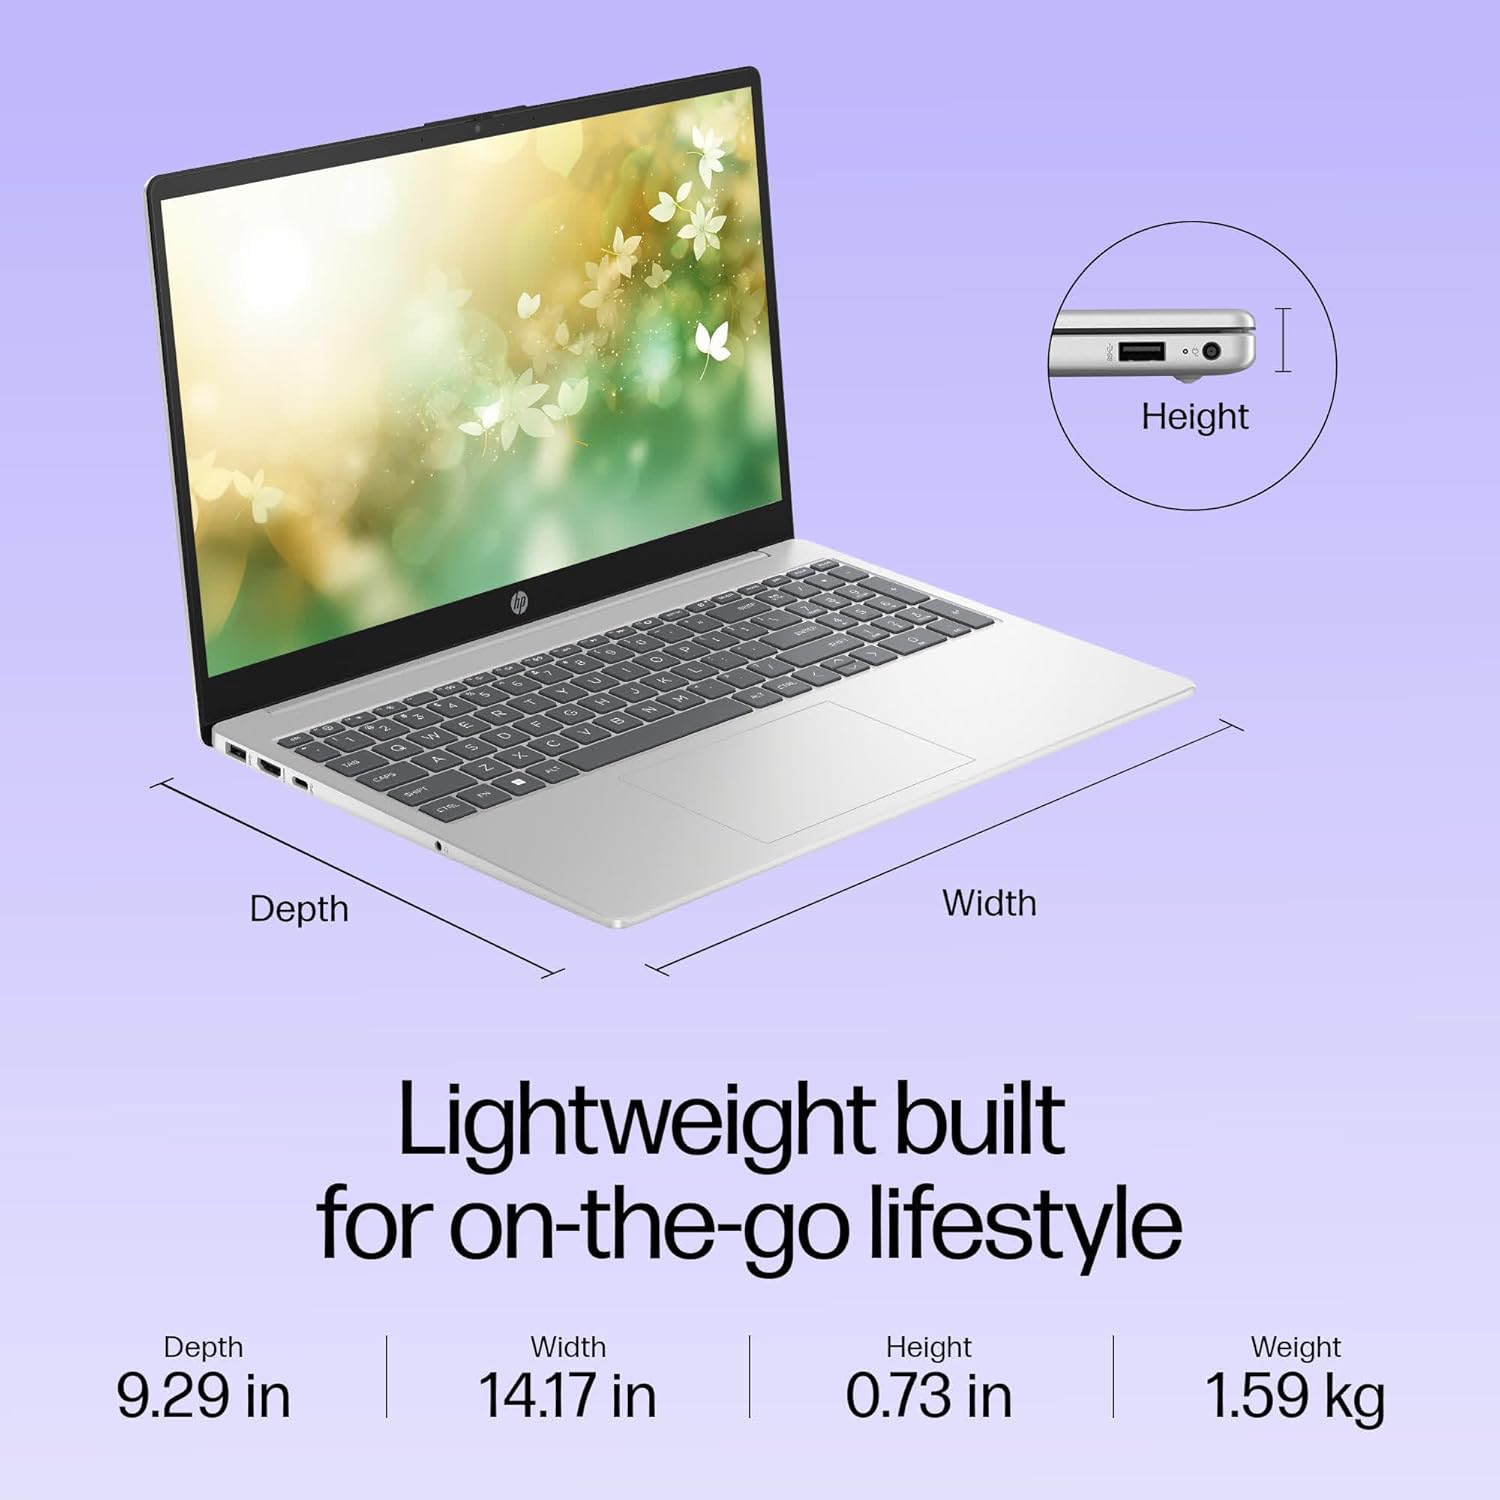 hp
Height
Depth
Width
Lightweight built
for on-the-go lifestyle
Depth
9.29 in
Width
14.17 in
Height
0.73 in
Weight
1.59 kg